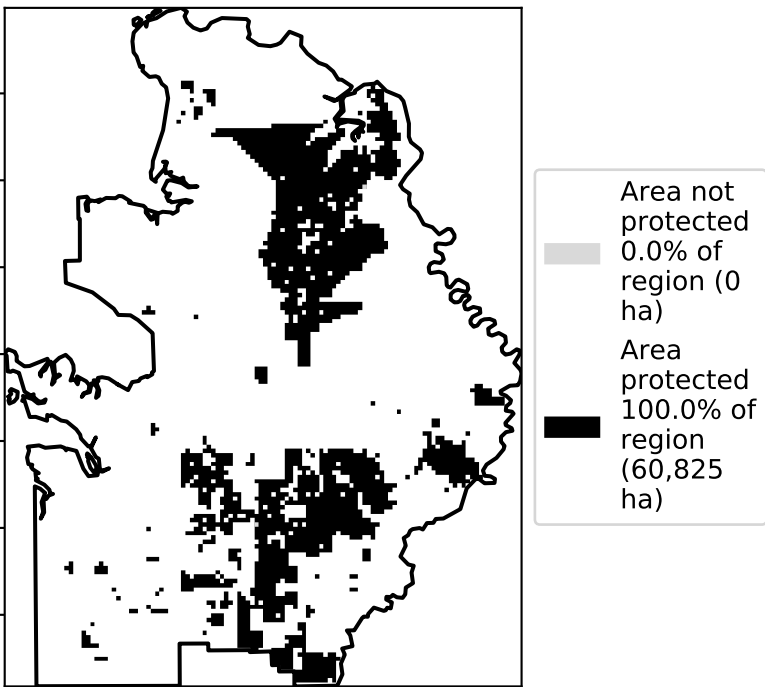 Area not
protected
0.0% of
region (0
ha)
Area
protected
100.0% of
region
(60,825
ha)